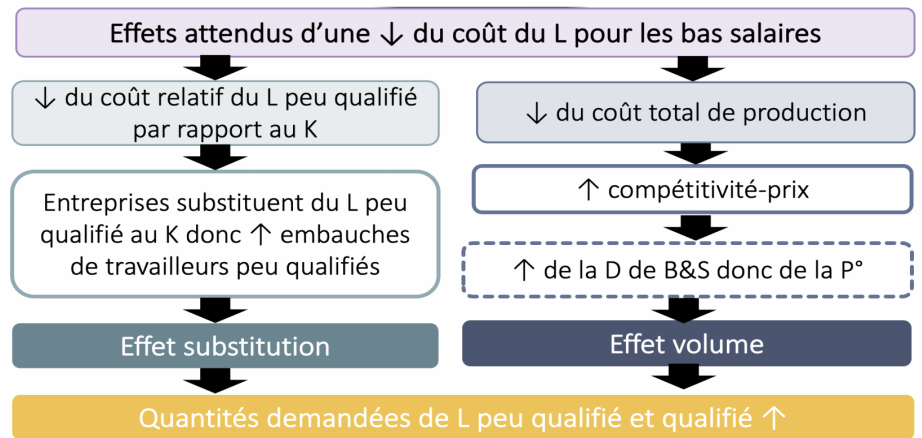 Effets attendus d'une ↓ du coût du L pour les bas salaires
↓ du coût relatif du L peu qualifié
par rapport au K
Entreprises substituent du L peu
qualifié au K donc ↑ embauches
de travailleurs peu qualifiés
Effet substitution
↓ du coût total de production
↑ compétitivité-prix
↑ de la D de B&S donc de la P°
Effet volume
Quantités demandées de L peu qualifié et qualifié ↑